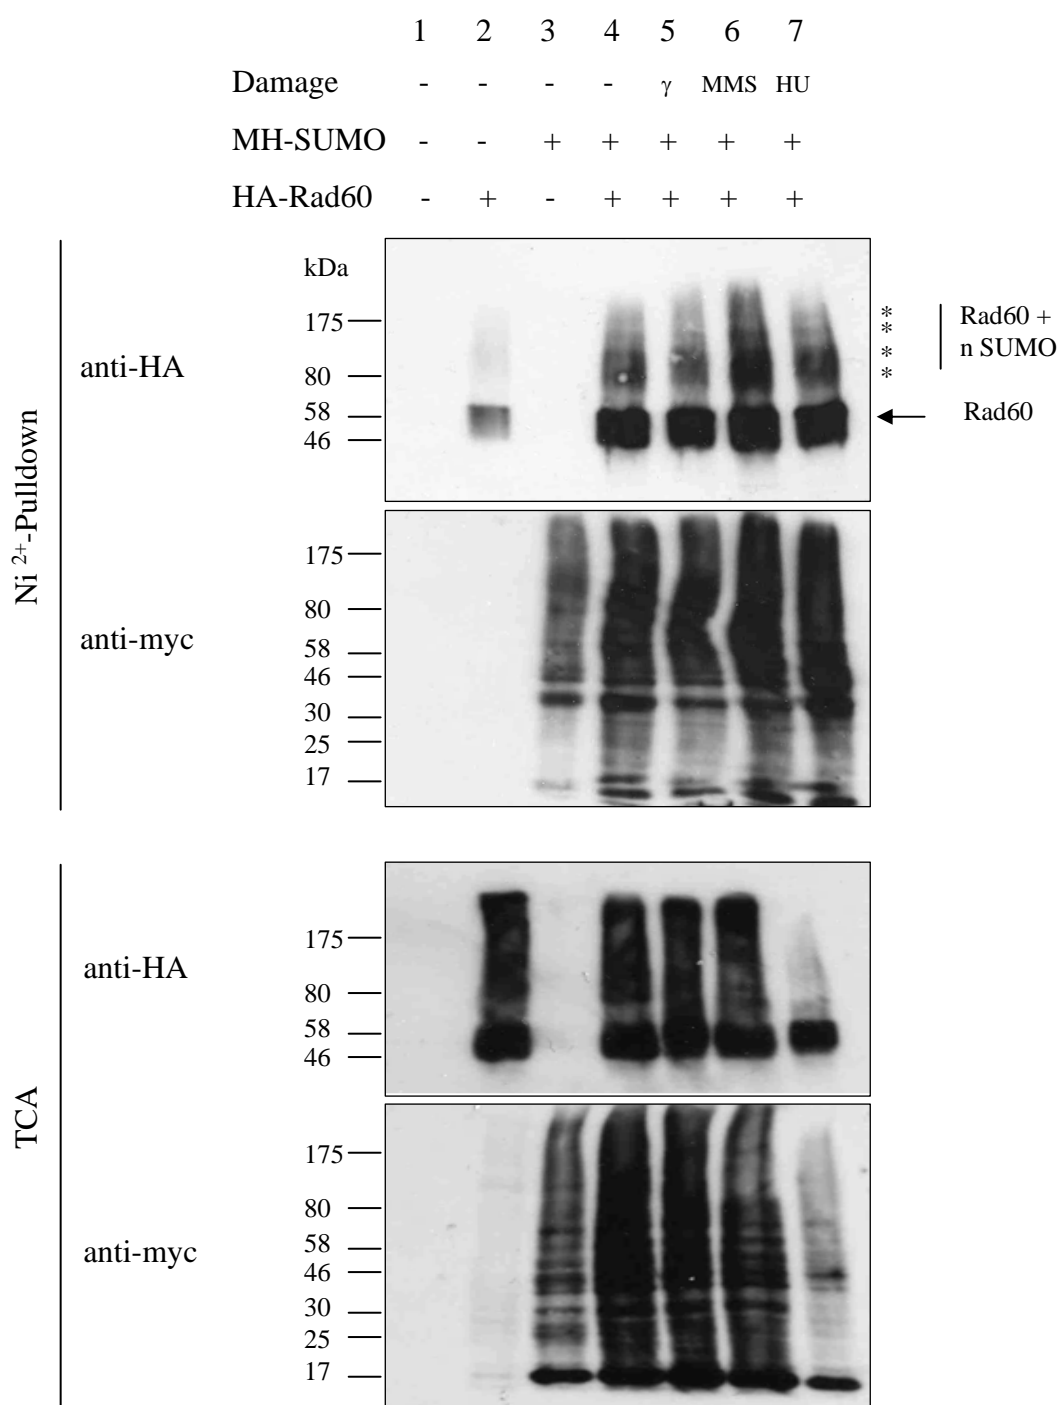 1 2 3 4 5 6 7
Damage - - - - γ MMS HU
MH-SUMO - - + + + + +
HA-Rad60 - + - + + + +
Ni 2+-Pulldown
anti-HA
kDa
175
80
58
46
*
*
*
*
Rad60 +
n SUMO
Rad60
anti-myc
175
80
58
46
30
25
17
TCA
anti-HA
175
80
58
46
anti-myc
175
80
58
46
30
25
17